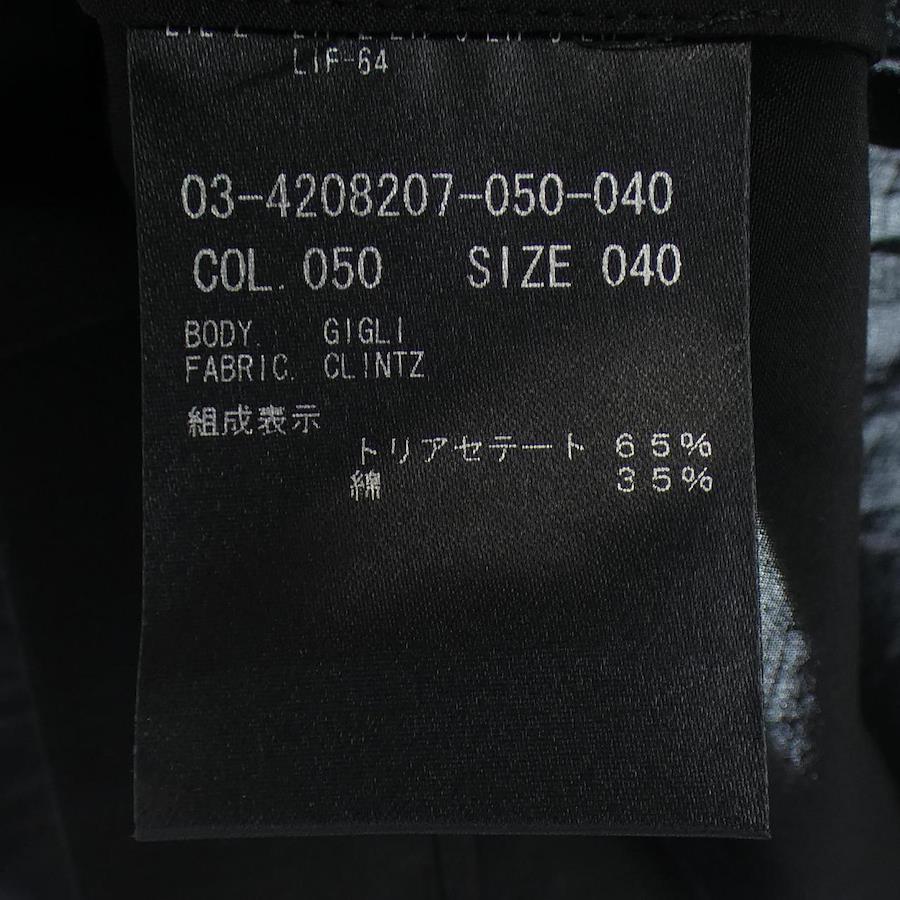 LIF-64
03-4208207-050-040
COL. 050 SIZE 040
BODY. GIGLI
FABRIC. CLINTZ
組成表示
トリアセテート 65%
綿 35%